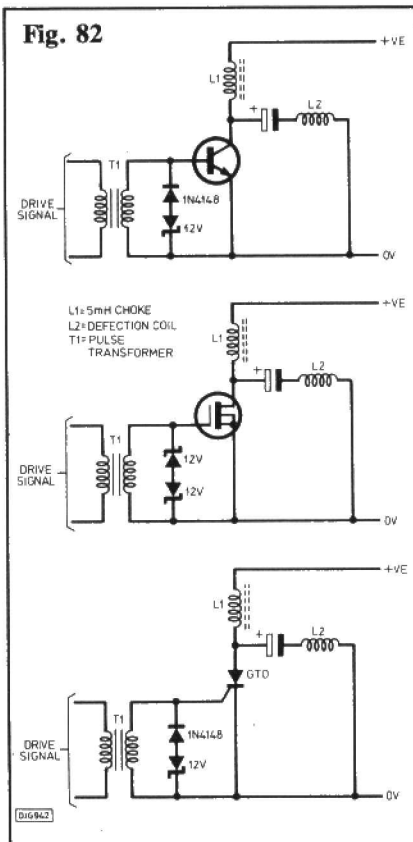 Fig. 82
+VE
L1
+
L2
T1
DRIVE
SIGNAL
1N4148
12V
0V
L1=5mH CHOKE
L2=DEFECTION COIL
T1=PULSE
TRANSFORMER
+VE
L1
+
L2
T1
DRIVE
SIGNAL
12V
12V
0V
+VE
L1
+
L2
GTO
T1
DRIVE
SIGNAL
1N4148
12V
0V
DJG942